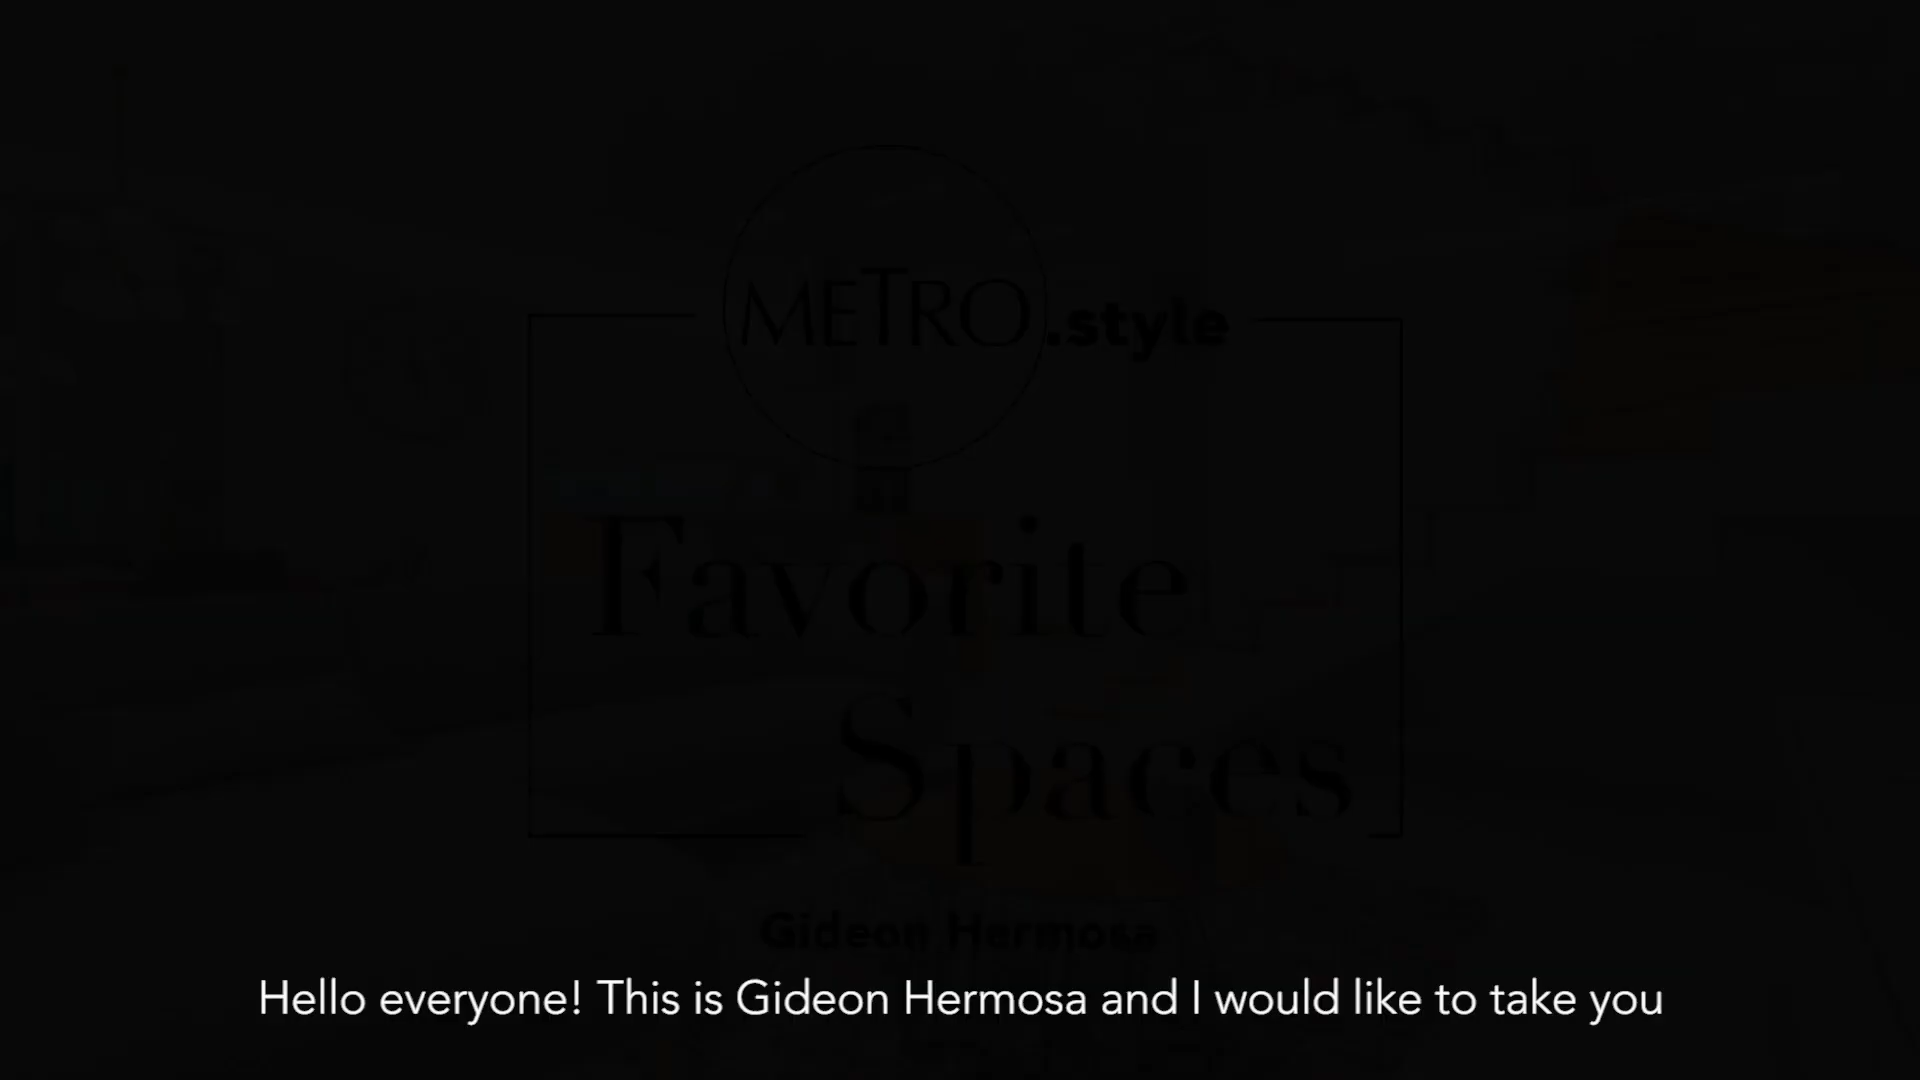 METRO.style
Favorite
Spaces
Gideon Hermosa
Hello everyone! This is Gideon Hermosa and I would like to take you